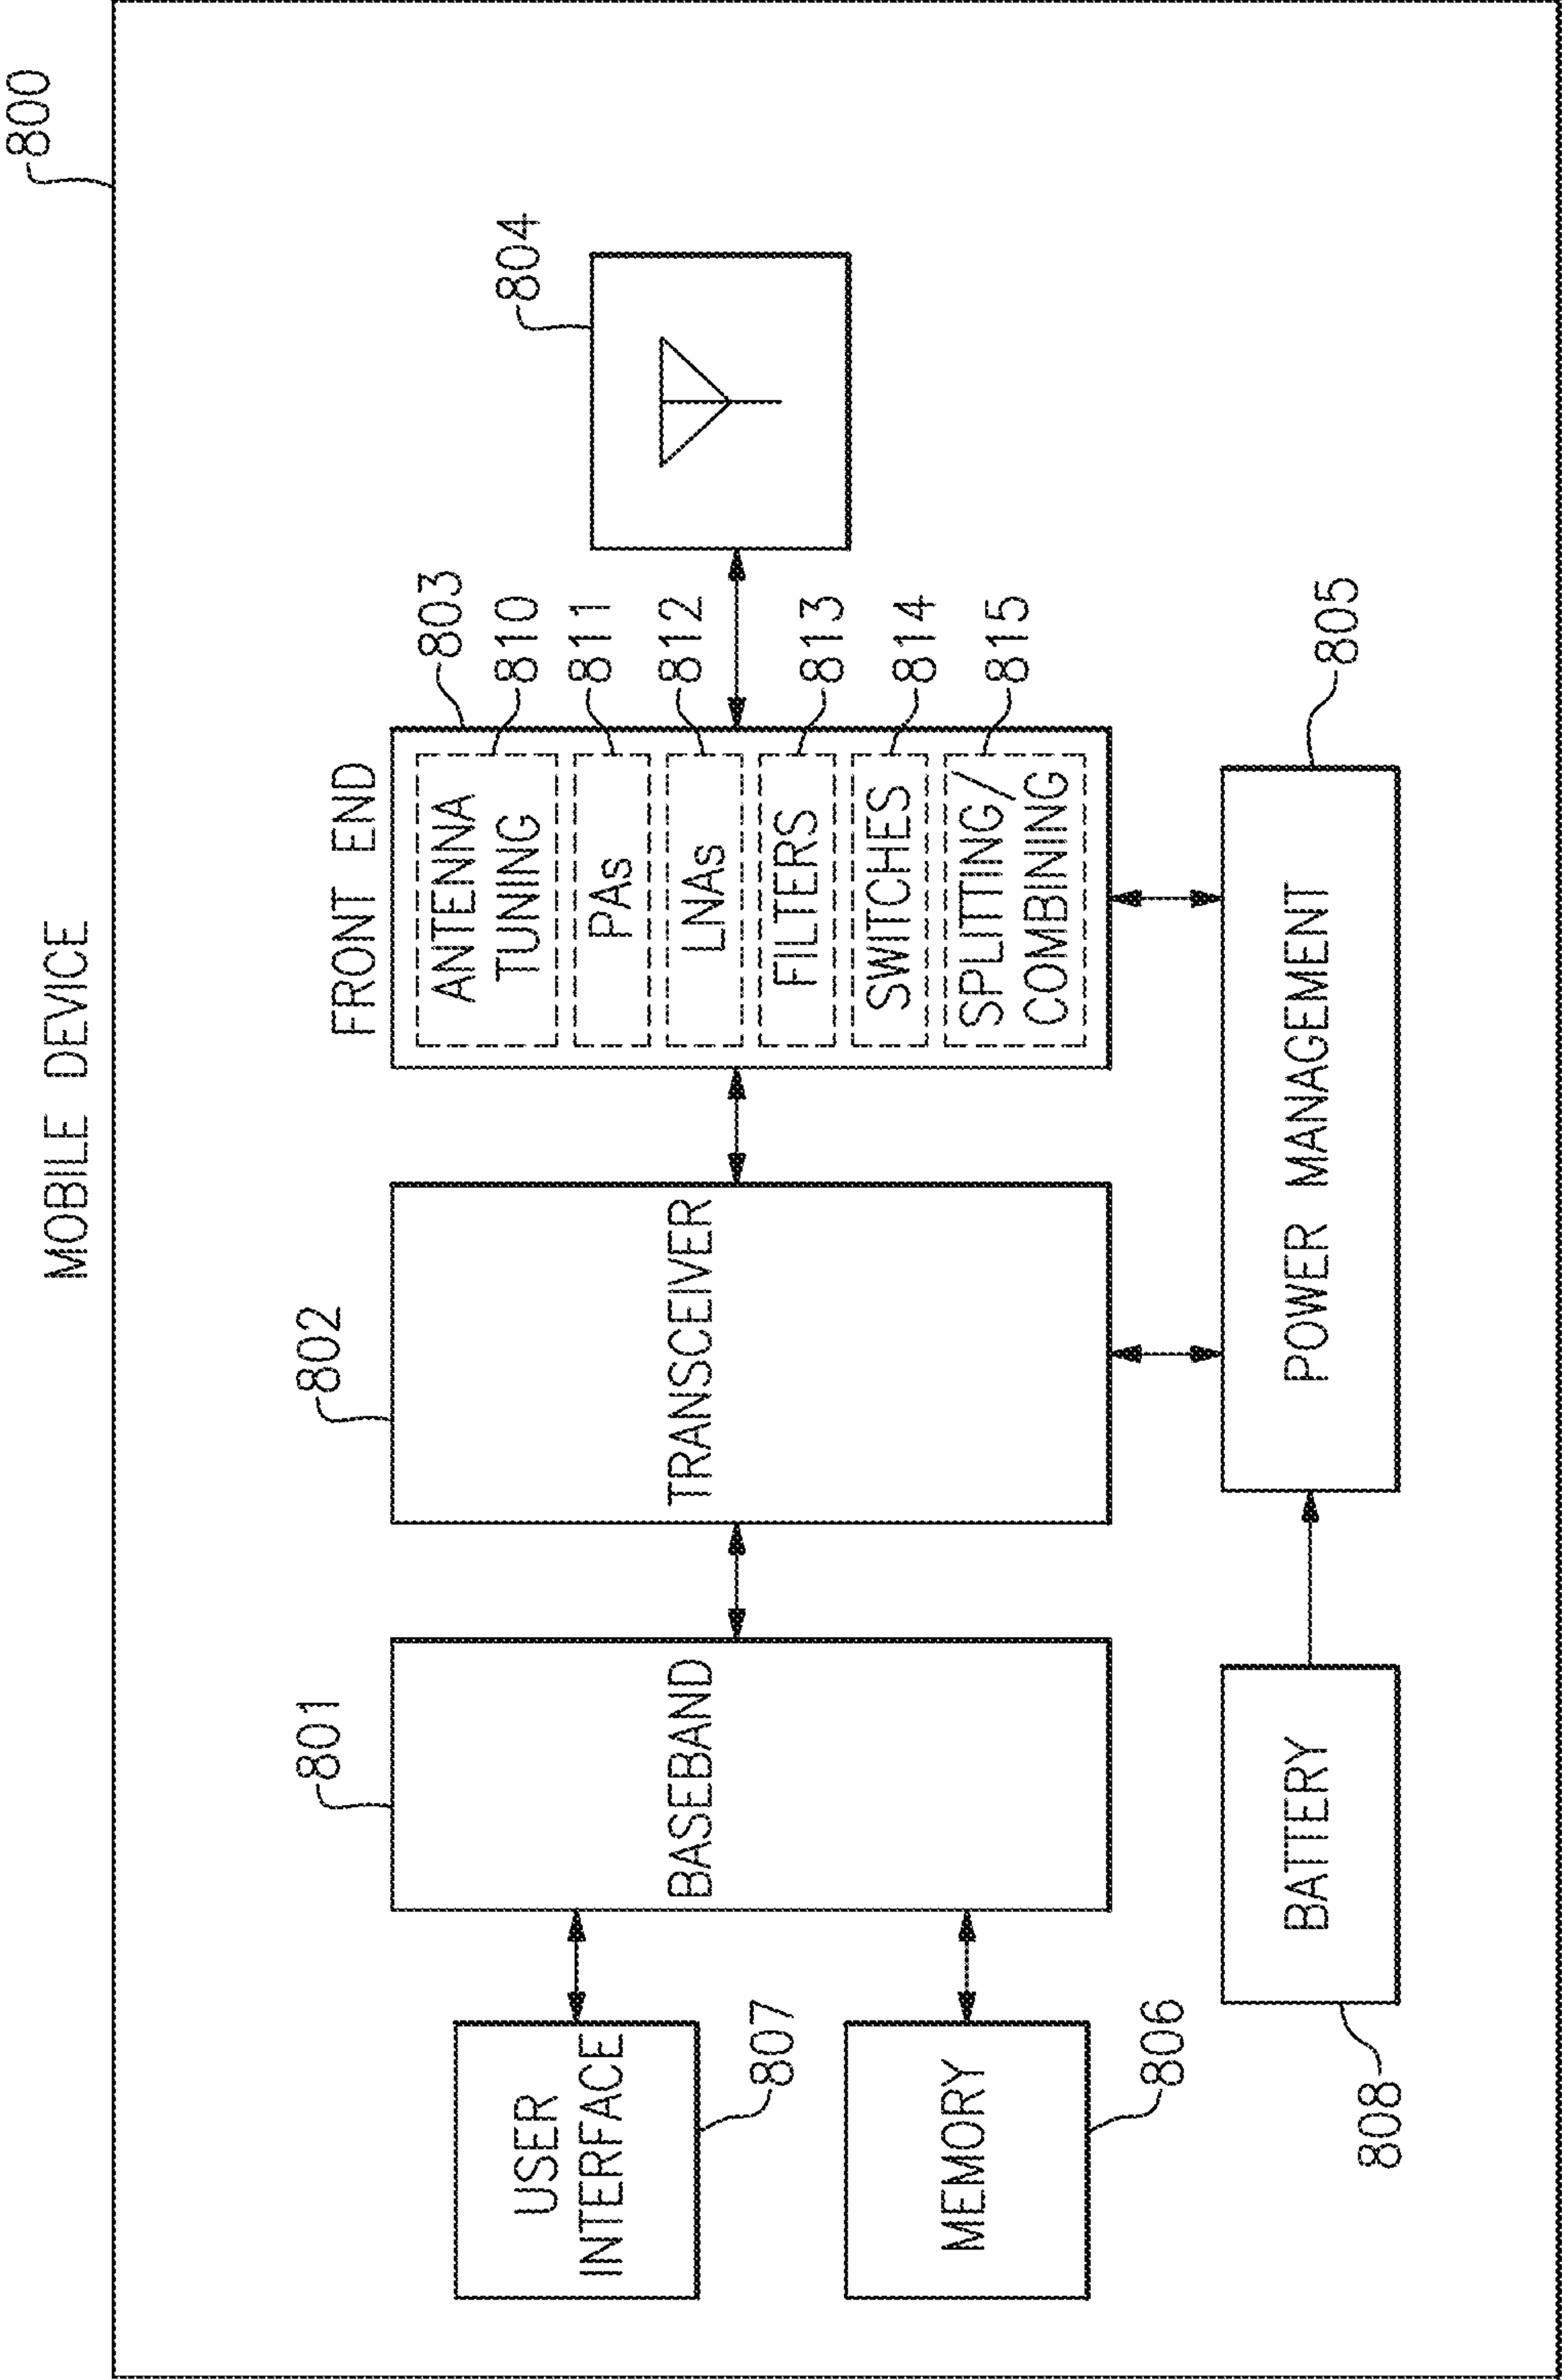 MOBILE DEVICE
800
801
802
FRONT END
803
804
USER
INTERFACE
807
MEMORY
806
BASEBAND
TRANSCEIVER
ANTENNA
TUNING
810
PAs
811
LNAs
812
FILTERS
813
SWITCHES
814
SPLITTING/
COMBINING
815
808
BATTERY
POWER MANAGEMENT
805